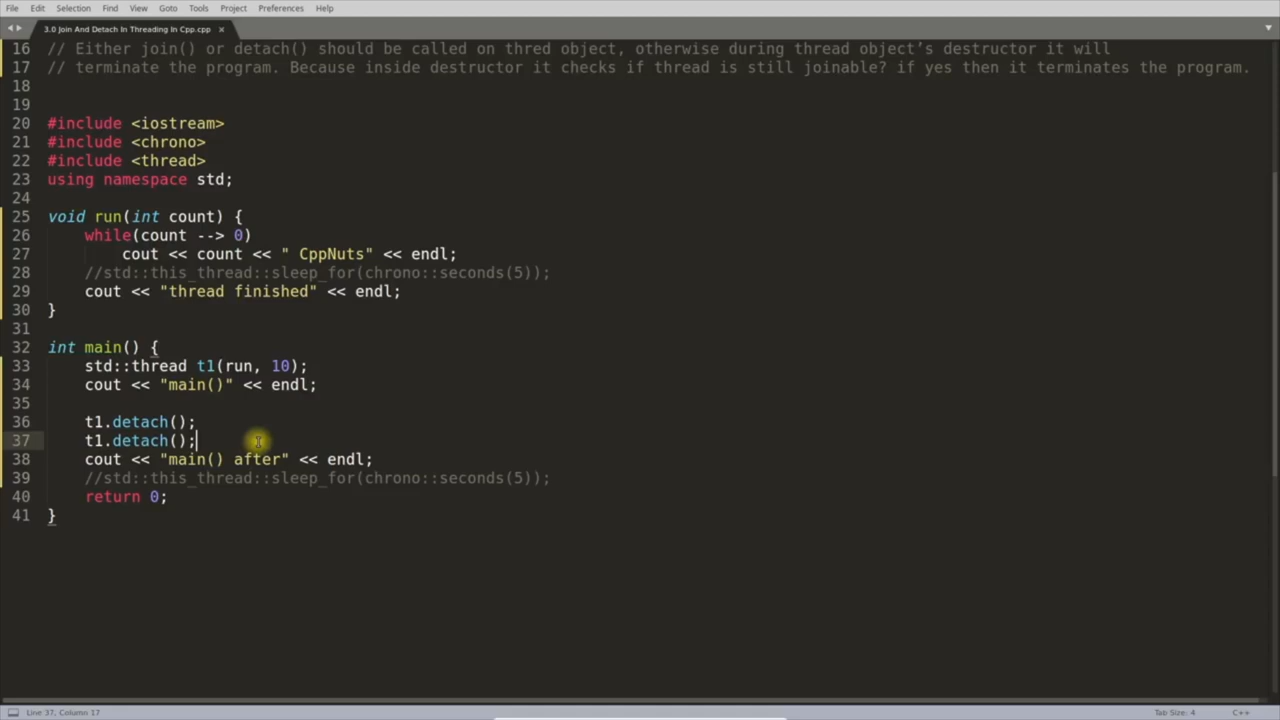 File Edit Selection Find View Goto Tools Project Preferences Help
3.0 Join And Detach In Threading In Cpp.cpp ×
16 // Either join() or detach() should be called on thred object, otherwise during thread object’s destructor it will
17 // terminate the program. Because inside destructor it checks if thread is still joinable? if yes then it terminates the program.
18
19
20 #include <iostream>
21 #include <chrono>
22 #include <thread>
23 using namespace std;
24
25 void run(int count) {
26 while(count --> 0)
27 cout << count << " CppNuts" << endl;
28 //std::this_thread::sleep_for(chrono::seconds(5));
29 cout << "thread finished" << endl;
30 }
31
32 int main() {
33 std::thread t1(run, 10);
34 cout << "main()" << endl;
35
36 t1.detach();
37 t1.detach();
38 cout << "main() after" << endl;
39 //std::this_thread::sleep_for(chrono::seconds(5));
40 return 0;
41 }
Line 37, Column 17 Tab Size: 4 C++